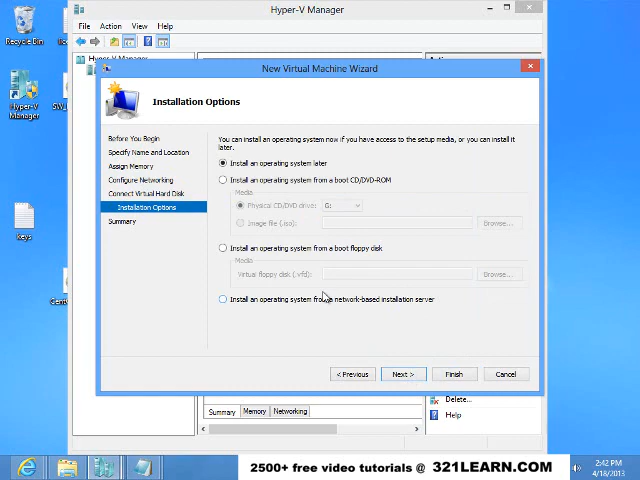 Hyper-V Manager
File Action View Help
Recycle Bin
Hyper-V Manager
New Virtual Machine Wizard
Installation Options
Before You Begin
Specify Name and Location
Assign Memory
Configure Networking
Connect Virtual Hard Disk
Installation Options
Summary
You can install an operating system now if you have access to the setup media, or you can install it
later.
Install an operating system later
Install an operating system from a boot CD/DVD-ROM
Media
Physical CD/DVD drive: G:
Image file (.iso): Browse...
Install an operating system from a boot floppy disk
Media
Virtual floppy disk (.vfd): Browse...
Install an operating system from a network-based installation server
< Previous Next > Finish Cancel
Hyper-V
Manager
keys
Delete...
Help
Summary Memory Networking
2500+ free video tutorials @ 321LEARN.COM
2:42 PM
4/18/2013